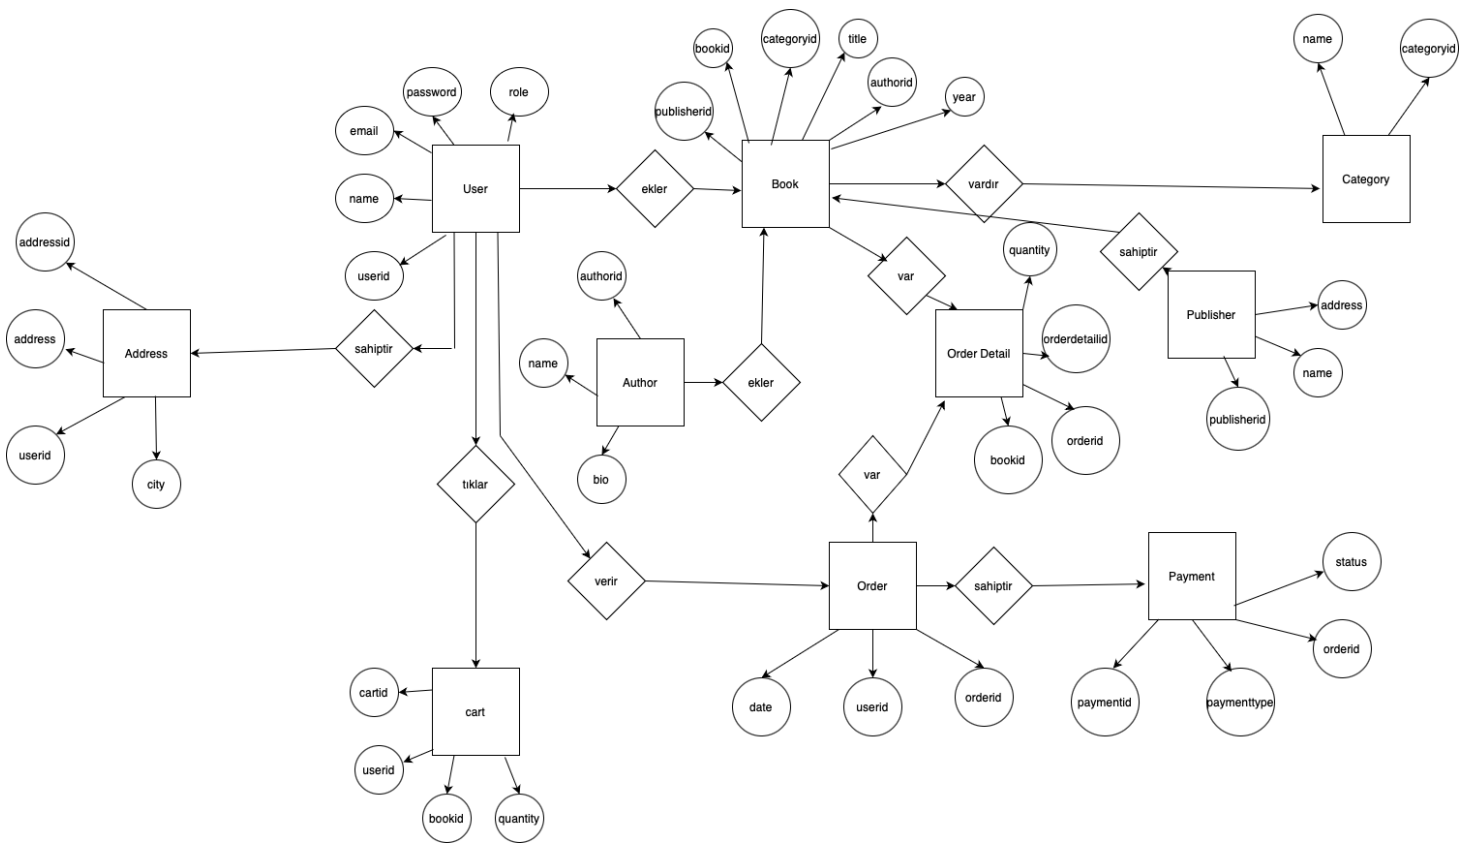 name
categoryid
Category
bookid
categoryid
title
authorid
year
publisherid
Book
vardır
password
role
email
name
User
userid
ekler
addressid
address
Address
userid
city
sahiptir
authorid
name
Author
bio
ekler
var
quantity
orderdetailid
Order Detail
orderid
bookid
sahiptir
Publisher
address
name
publisherid
tıklar
var
verir
Order
sahiptir
Payment
status
orderid
paymentid
paymenttype
date
userid
orderid
cartid
cart
userid
bookid
quantity